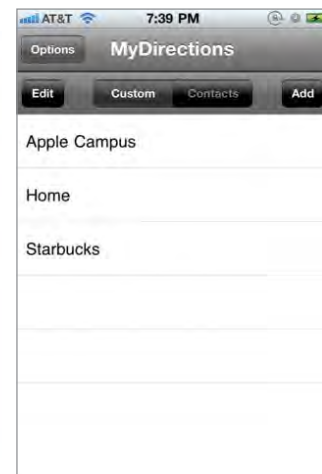 AT&T 7:39 PM
Options MyDirections
Edit Custom Contacts Add
Apple Campus
Home
Starbucks